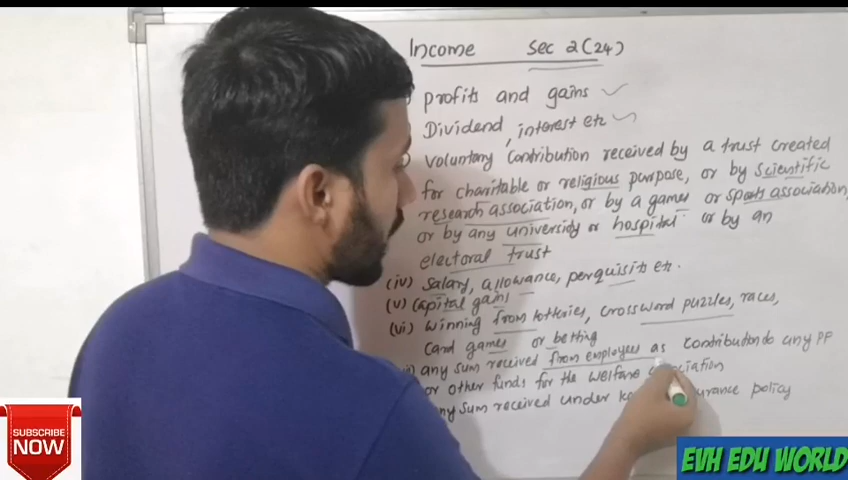 Income Sec 2(24)
profits and gains
Dividend, interest etc
voluntary contribution received by a trust created
for charitable or religious purpose, or by scientific
research association, or by a games or sports association,
or by any university or hospital or by an
electoral trust
(iv) Salary, allowance, perquisits etc.
(v) capital gains
(vi) winning from lotteries, crossword puzzles, races,
card games or betting
any sum received from employees as contribution to any PF
or other funds for the welfare
sum received under policy
SUBSCRIBE
NOW
EVH EDU WORLD